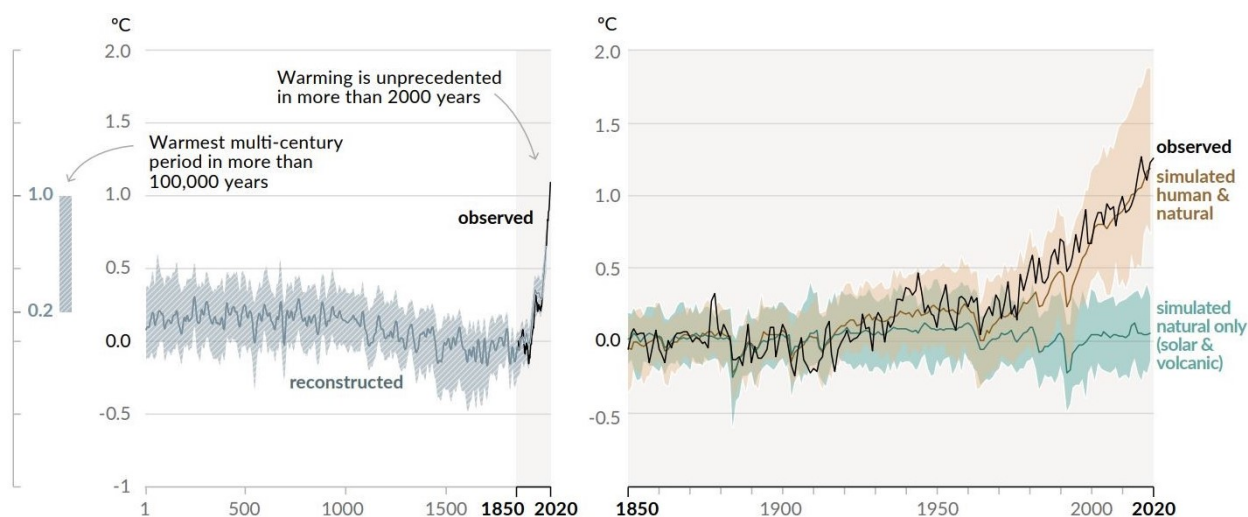 °C
2.0
1.5
1.0
0.5
0.0
-0.5
-1
1.0
0.2
Warming is unprecedented
in more than 2000 years
Warmest multi-century
period in more than
100,000 years
observed
reconstructed
1 500 1000 1500 1850 2020
°C
2.0
1.5
1.0
0.5
0.0
-0.5
observed
simulated
human &
natural
simulated
natural only
(solar &
volcanic)
1850 1900 1950 2000 2020